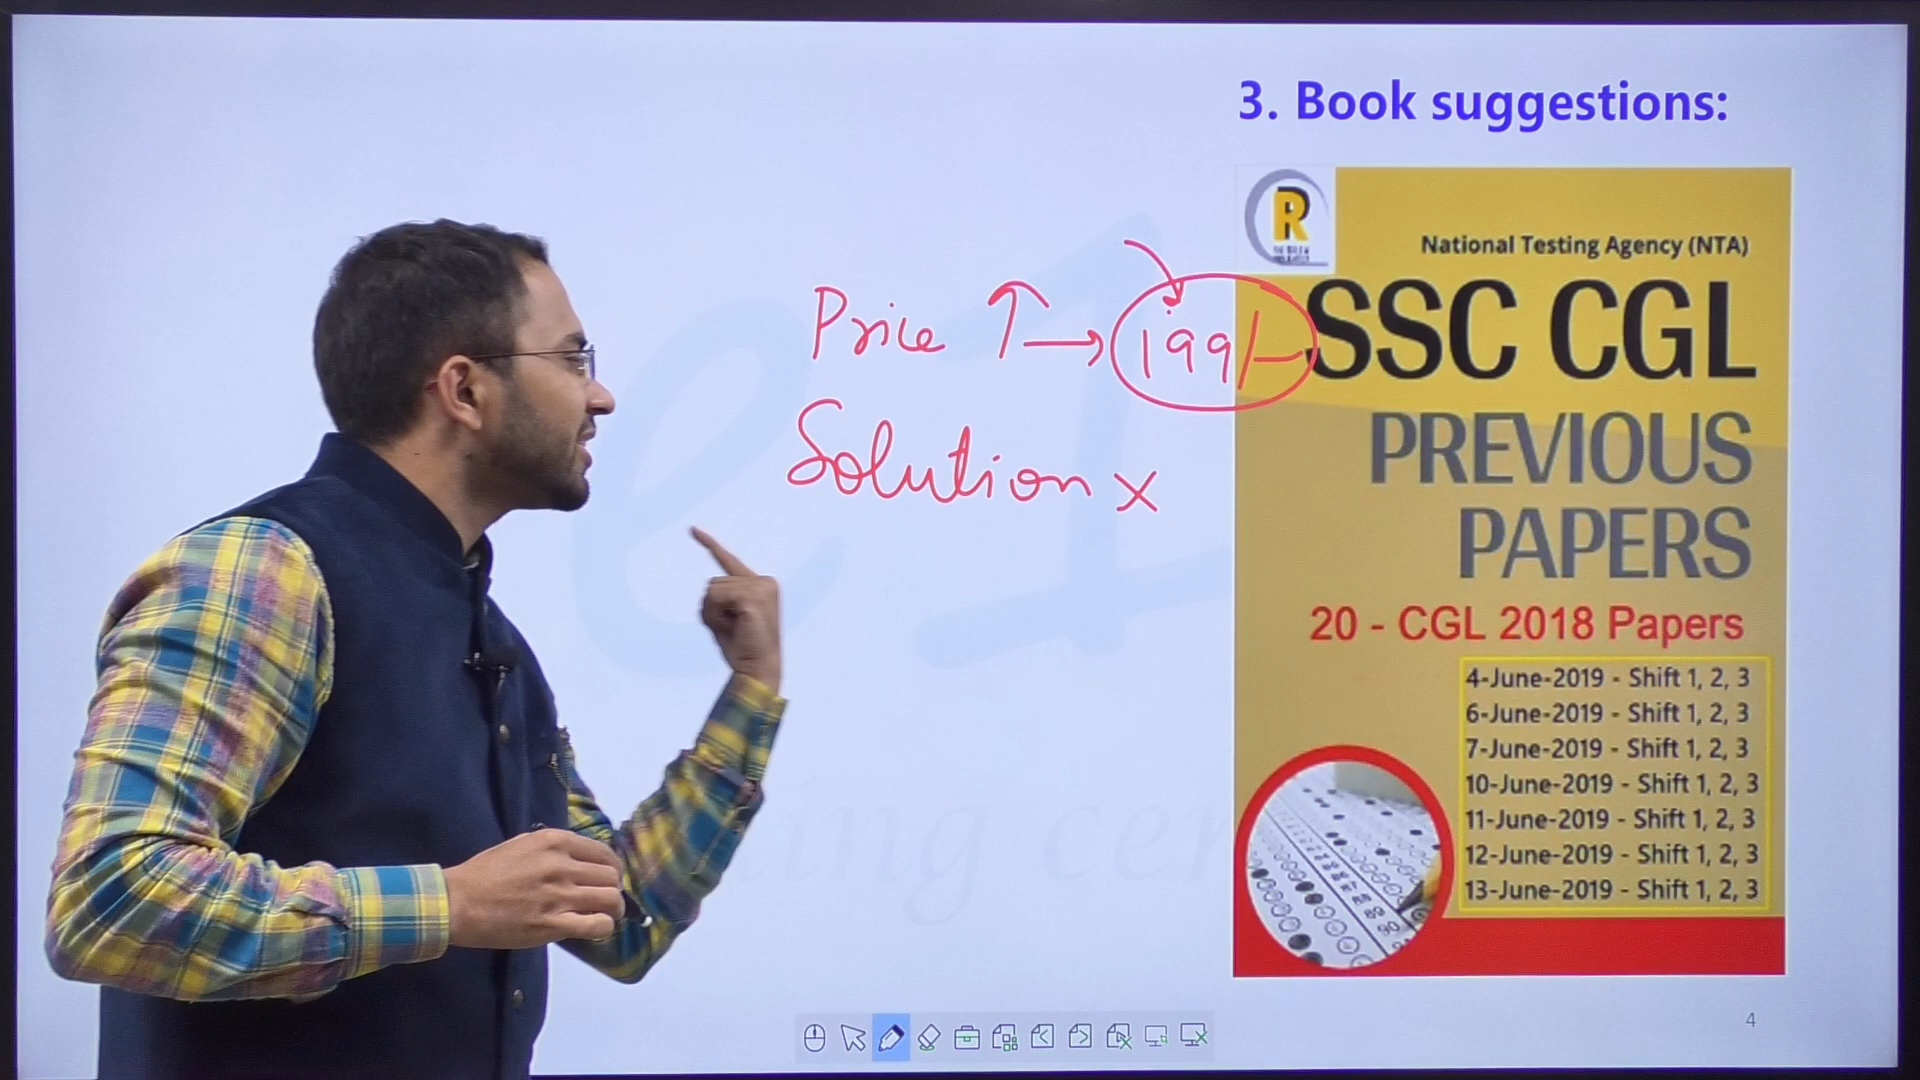 3. Book suggestions:
R
National Testing Agency (NTA)
SSC CGL
PREVIOUS
PAPERS
20 - CGL 2018 Papers
4-June-2019 - Shift 1, 2, 3
6-June-2019 - Shift 1, 2, 3
7-June-2019 - Shift 1, 2, 3
10-June-2019 - Shift 1, 2, 3
11-June-2019 - Shift 1, 2, 3
12-June-2019 - Shift 1, 2, 3
13-June-2019 - Shift 1, 2, 3
Price ↑ → 199/-
Solution x
e1
ing cer
4